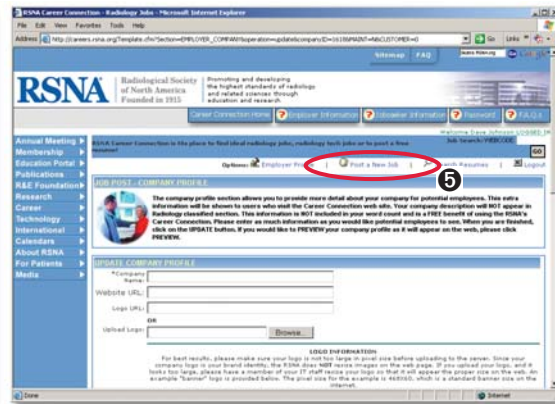 RSNA Career Connection - Radiology Jobs - Microsoft Internet Explorer
File Edit View Favorites Tools Help
Address Go Links
Sitemap FAQ
RSNA
Radiological Society of North America
Founded in 1915
Promoting and developing
the highest standards of radiology
and related sciences through
education and research
Career Connection Home Employer Information Jobseeker Information Password F.A.Q.s
Welcome Dave Johnson
Annual Meeting
Membership
Education Portal
Publications
R&E Foundation
Research
Career
Technology
International
Calendars
About RSNA
For Patients
Media
RSNA Career Connection is the place to find ideal radiology jobs, radiology tech jobs or to post a free
resume!
Job Search/WEBCODE:
GO
Options: Employer | Post a New Job | Search Resumes | Logout
5
JOB POST - COMPANY PROFILE
The company profile section allows you to provide more detail about your company for potential employees. This extra
information will be shown to users who visit the Career Connection web site. Your company description will NOT appear in
Radiology classified section. This information is NOT included in your word count and is a FREE benefit of using the RSNA's
Career Connection. Please enter as much information as you would like potential employees to see. When you are finished,
click on the UPDATE button. If you would like to PREVIEW your company profile as it will appear on the web, please click
PREVIEW.
UPDATE COMPANY PROFILE
*Company
Name:
Website URL:
Logo URL:
OR
Upload Logo:
Browse...
LOGO INFORMATION
For best results, please make sure your logo is not too large in pixel size before uploading to the server. Since your
company logo is your brand identity, the RSNA does NOT resize images on the web page. If you upload your logo, and it
looks too large, please have a member of your IT staff resize your logo so that it will appear the proper size on the web. An
example "banner" logo is provided below. The pixel size for the example is 468X60, which is a standard banner size on the
internet.
Done
Internet